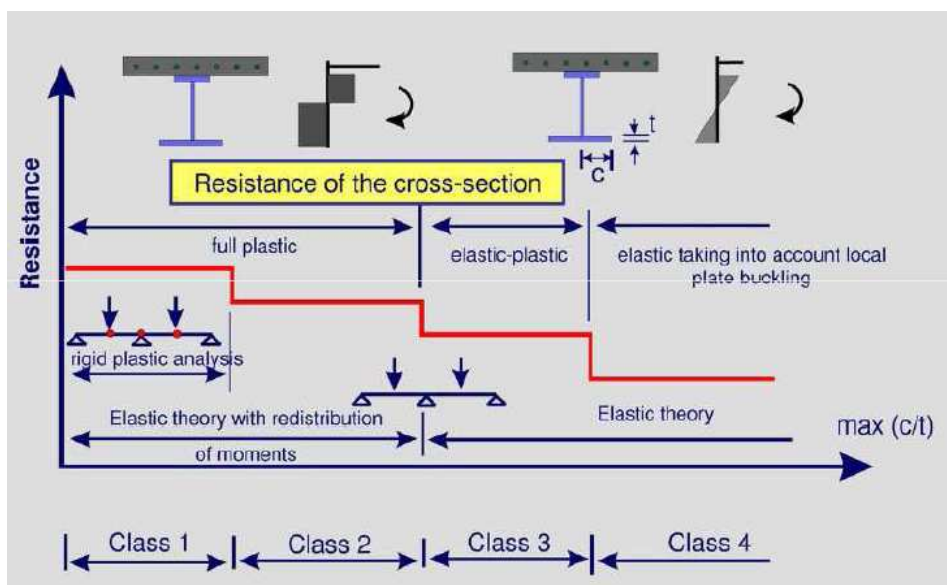 t
c
Resistance of the cross-section
Resistance
full plastic
elastic-plastic
elastic taking into account local
plate buckling
rigid plastic analysis
Elastic theory with redistribution
of moments
Elastic theory
max (c/t)
Class 1
Class 2
Class 3
Class 4